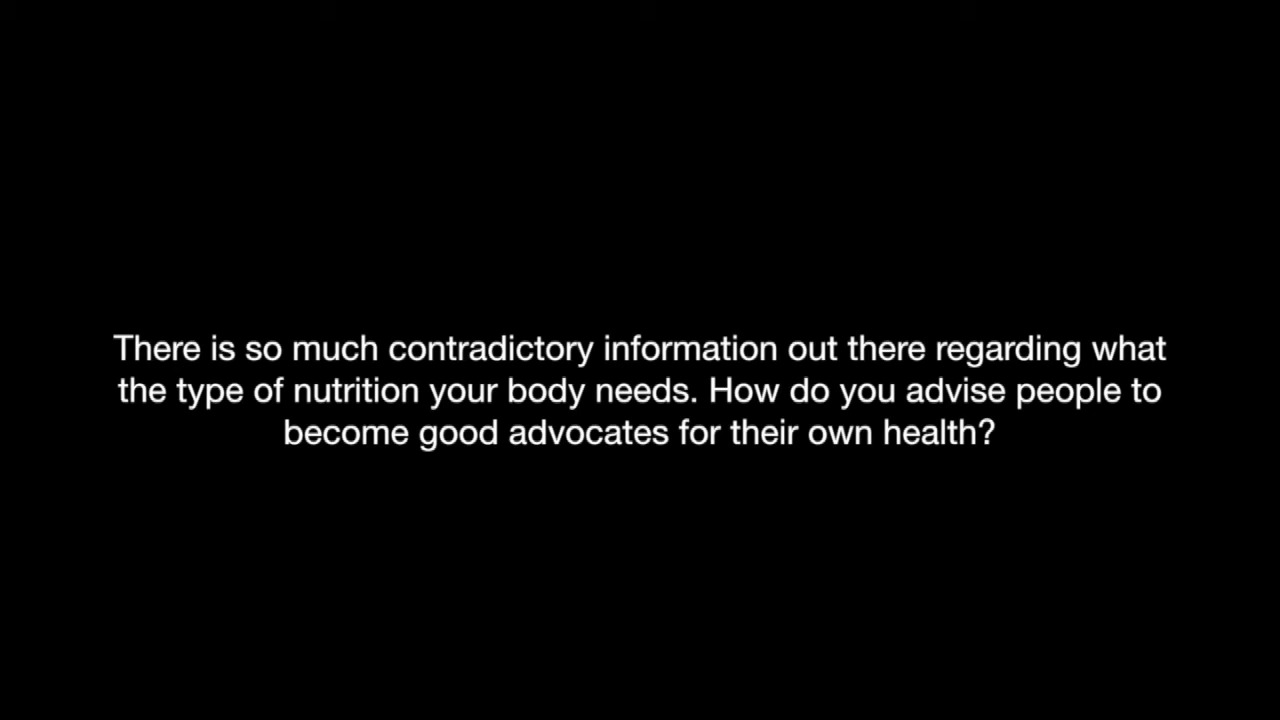 There is so much contradictory information out there regarding what
the type of nutrition your body needs. How do you advise people to
become good advocates for their own health?